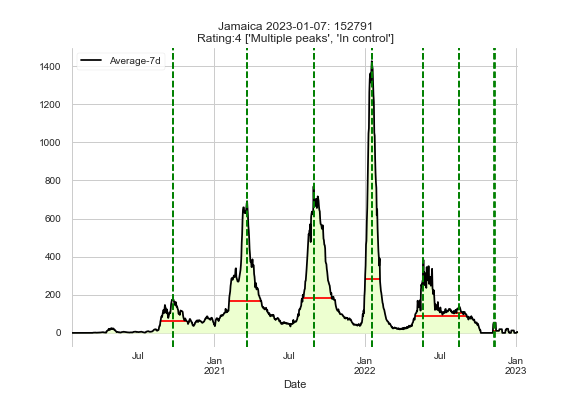 Jamaica 2023-01-07: 152791
Rating:4 ['Multiple peaks', 'In control']
Average-7d
1400
1200
1000
800
600
400
200
0
Jul
Jan
2021
Jul
Jan
2022
Jul
Jan
2023
Date